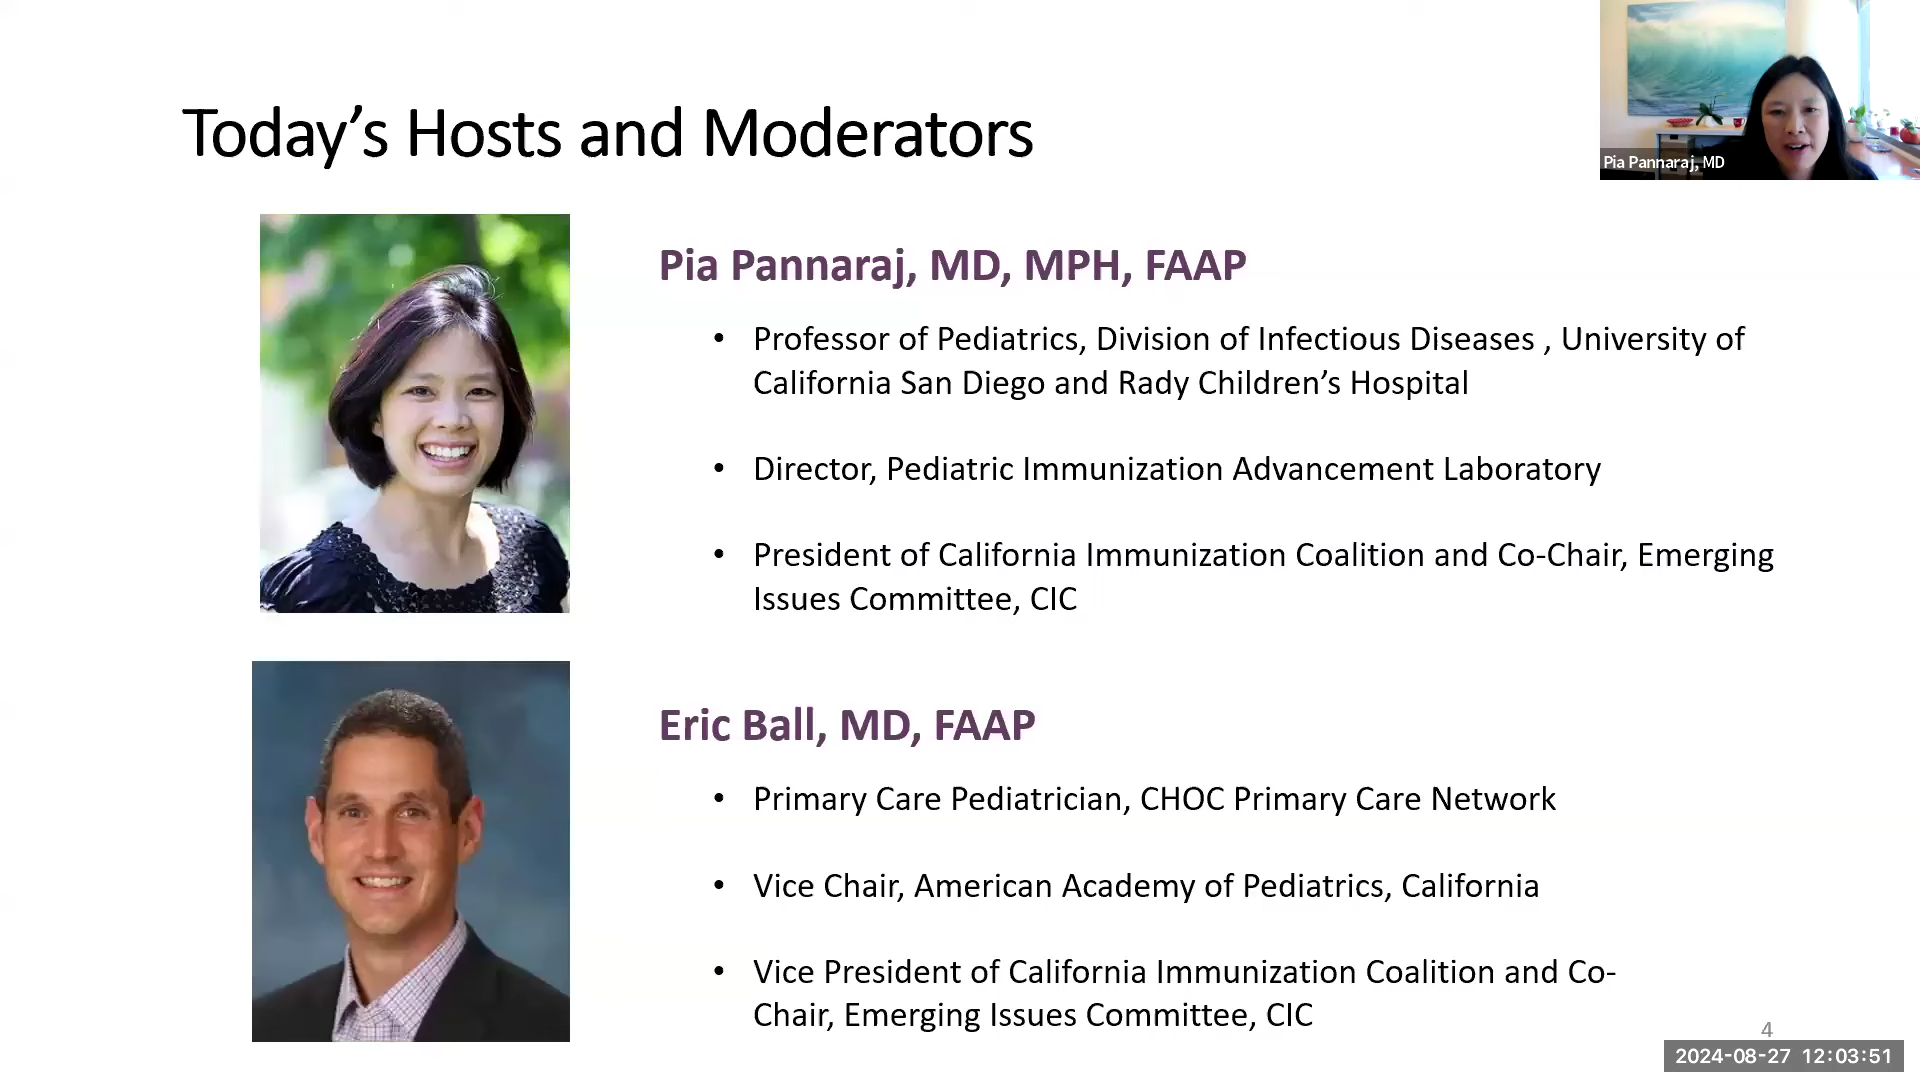 Today’s Hosts and Moderators
Pia Pannaraj, MD
Pia Pannaraj, MD, MPH, FAAP
• Professor of Pediatrics, Division of Infectious Diseases , University of
California San Diego and Rady Children’s Hospital
• Director, Pediatric Immunization Advancement Laboratory
• President of California Immunization Coalition and Co-Chair, Emerging
Issues Committee, CIC
Eric Ball, MD, FAAP
• Primary Care Pediatrician, CHOC Primary Care Network
• Vice Chair, American Academy of Pediatrics, California
• Vice President of California Immunization Coalition and Co-
Chair, Emerging Issues Committee, CIC
4
2024-08-27 12:03:51